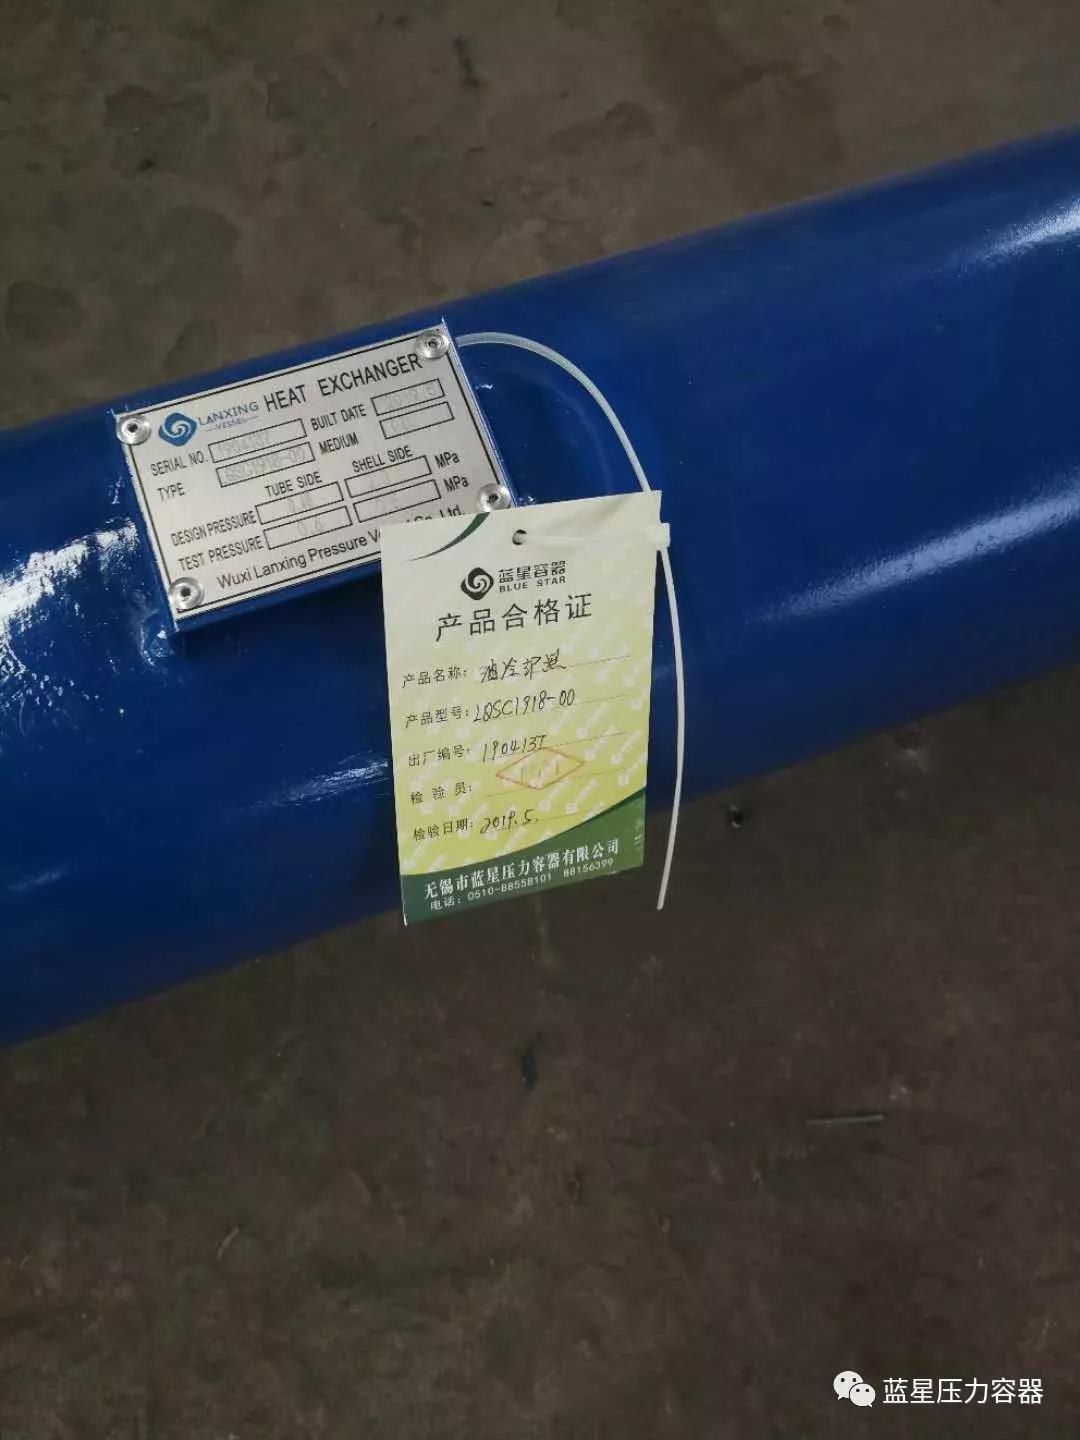 LANXING
VESSEL
HEAT EXCHANGER
SERIAL NO. 1904137 BUILT DATE 2019.5
TYPE MEDIUM
TUBE SIDE SHELL SIDE
DESIGN PRESSURE MPa
TEST PRESSURE MPa
Wuxi Lanxing Pressure Co., Ltd.
蓝星容器
BLUE STAR
产品合格证
产品名称: 油冷却器
产品型号: LQSC1918-00
出厂编号: 1904137
检验员:
检验日期: 2019.5.
无锡市蓝星压力容器有限公司
电话: 0510-88558101 88156399
蓝星压力容器